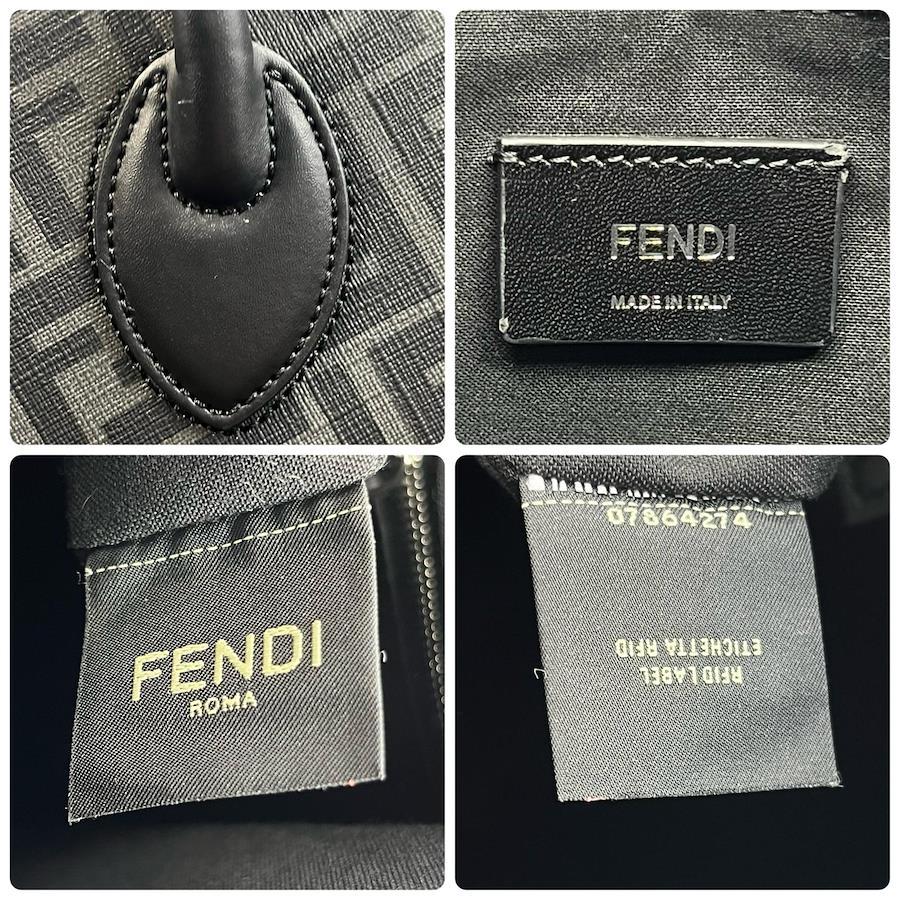 FENDI
MADE IN ITALY
FENDI
ROMA
07864274
RFID LABEL
ETICHETTA RFID